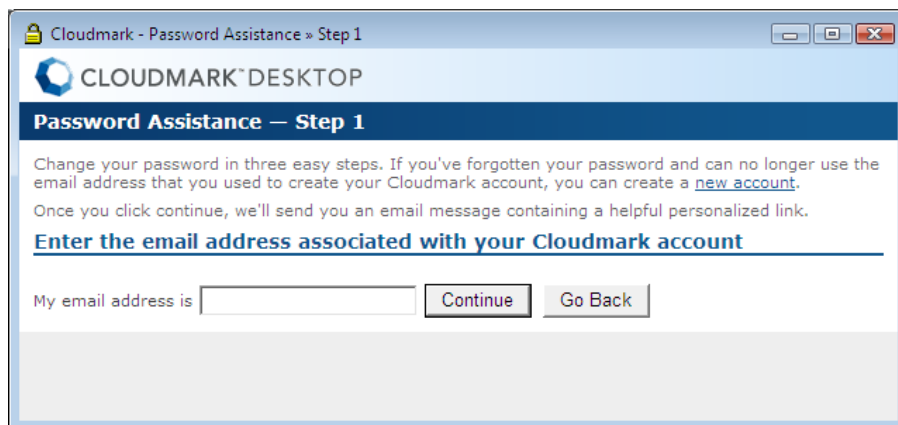 Cloudmark - Password Assistance » Step 1
CLOUDMARK™DESKTOP
Password Assistance — Step 1
Change your password in three easy steps. If you've forgotten your password and can no longer use the
email address that you used to create your Cloudmark account, you can create a new account.
Once you click continue, we'll send you an email message containing a helpful personalized link.
Enter the email address associated with your Cloudmark account
My email address is Continue Go Back